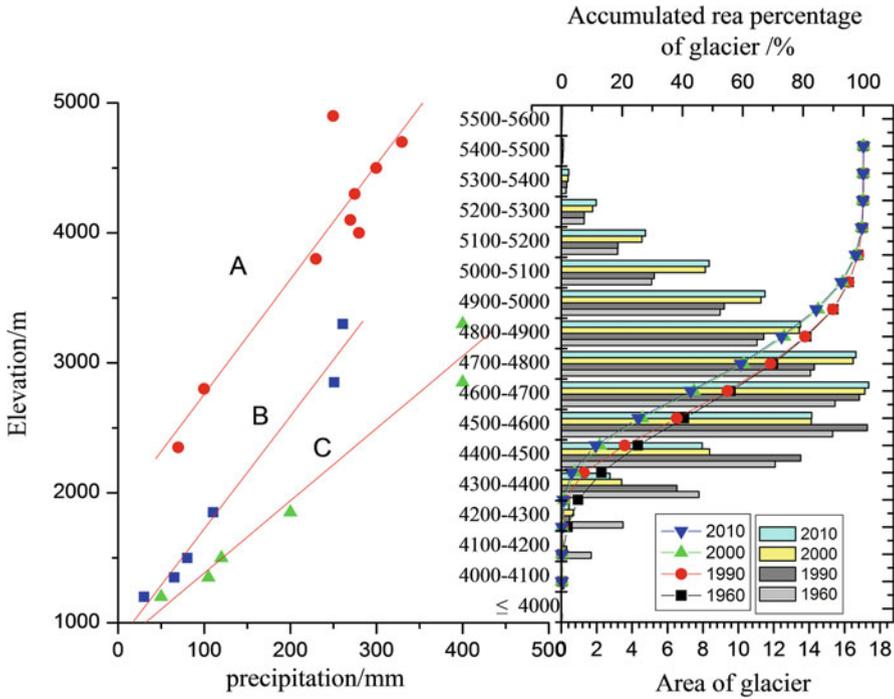 Accumulated rea percentage
of glacier /%
0 20 40 60 80 100
5000
4000
3000
2000
1000
Elevation/m
A
B
C
0 100 200 300 400 500
precipitation/mm
5500-5600
5400-5500
5300-5400
5200-5300
5100-5200
5000-5100
4900-5000
4800-4900
4700-4800
4600-4700
4500-4600
4400-4500
4300-4400
4200-4300
4100-4200
4000-4100
≤ 4000
2010
2000
1990
1960
2010
2000
1990
1960
0 2 4 6 8 10 12 14 16 18
Area of glacier